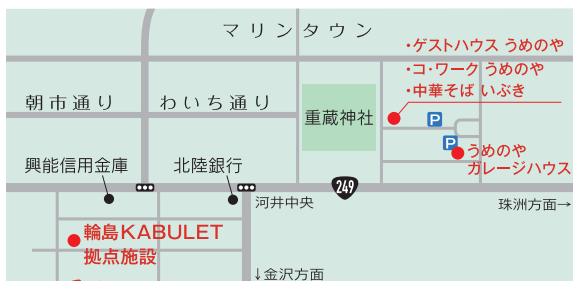 マリンタウン
・ゲストハウス うめのや
・コ・ワーク うめのや
・中華そば いぶき
朝市通り
わいち通り
重蔵神社
P
P
うめのや
ガレージハウス
興能信用金庫
北陸銀行
249
河井中央
珠洲方面→
輪島KABULET
拠点施設
↓金沢方面